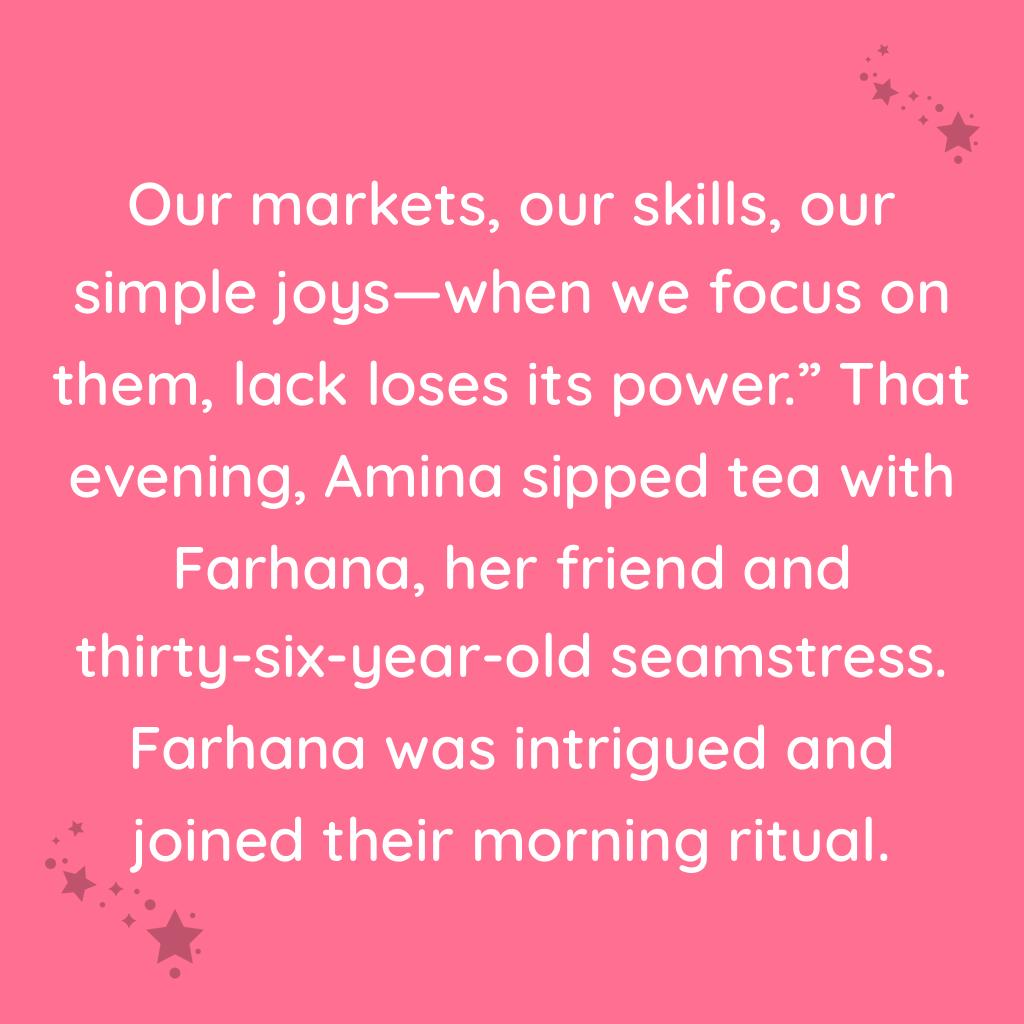 Our markets, our skills, our
simple joys—when we focus on
them, lack loses its power.” That
evening, Amina sipped tea with
Farhana, her friend and
thirty-six-year-old seamstress.
Farhana was intrigued and
joined their morning ritual.